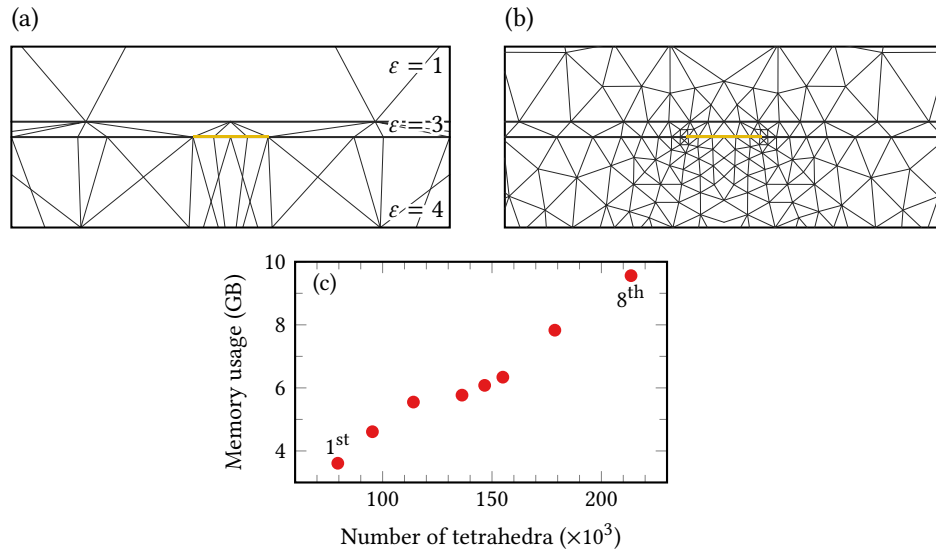 (a)
(b)
ε = 1
ε = 3
ε = 4
(c)
10
8
6
4
Memory usage (GB)
1st
8th
100
150
200
Number of tetrahedra (×10³)